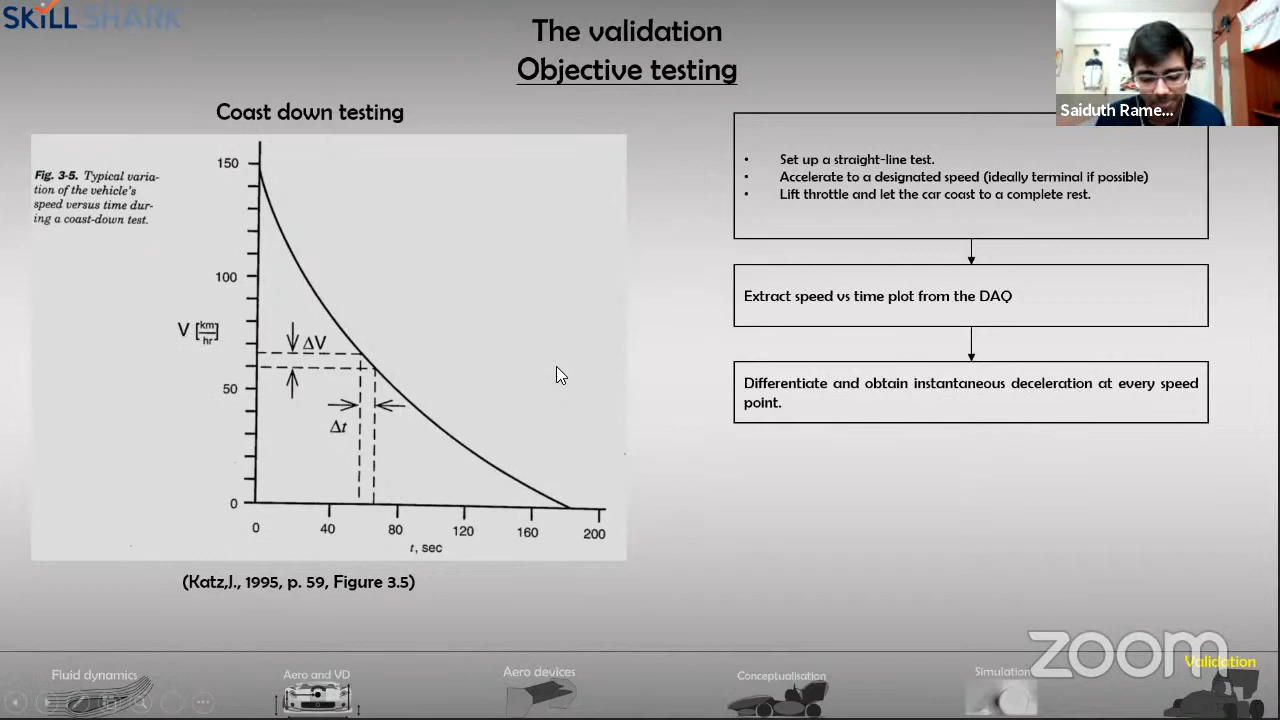 SKILL SHARK
The validation
Objective testing
Saiduth Rame...
Coast down testing
Fig. 3-5. Typical varia-
tion of the vehicle's
speed versus time dur-
ing a coast-down test.
150
100
V [km/hr]
ΔV
50
Δt
0
0 40 80 120 160 200
t, sec
(Katz,J., 1995, p. 59, Figure 3.5)
• Set up a straight-line test.
• Accelerate to a designated speed (ideally terminal if possible)
• Lift throttle and let the car coast to a complete rest.
Extract speed vs time plot from the DAQ
Differentiate and obtain instantaneous deceleration at every speed
point.
zoom
Fluid dynamics
Aero and VD
Aero devices
Conceptualisation
Simulation
Validation